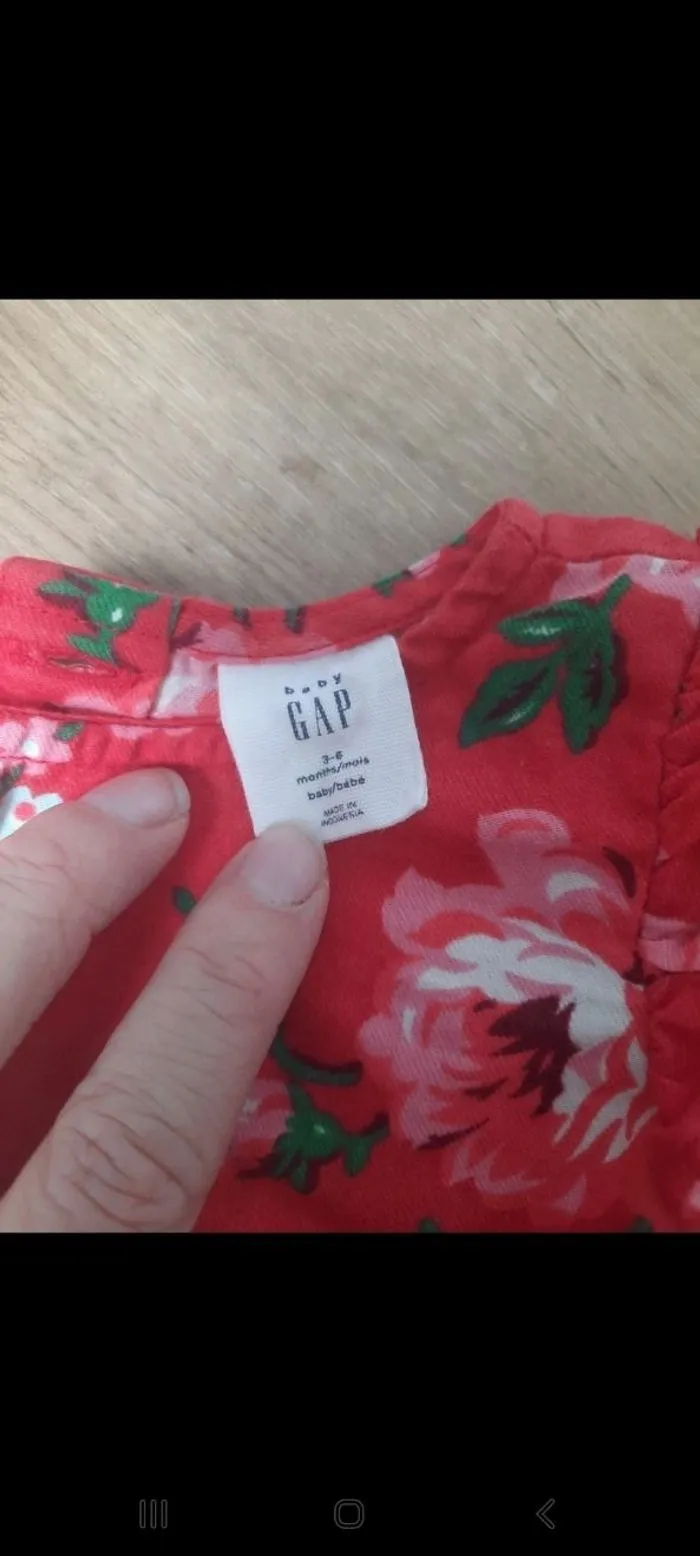 baby
GAP
3-6
months/mois
baby/bébé
MADE IN
INDONESIA